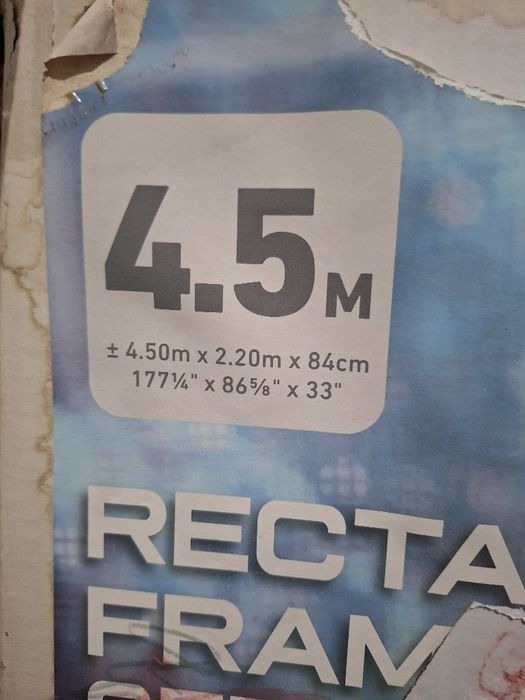 4.5M
± 4.50m x 2.20m x 84cm
177¼" x 86⅝" x 33"
RECTA
FRAM